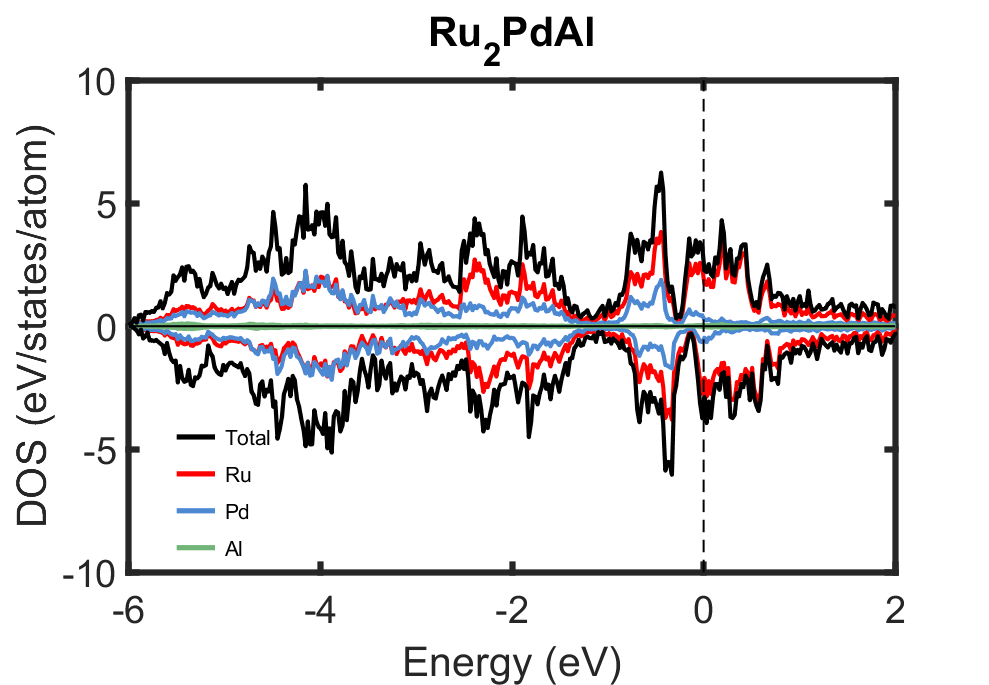 Ru2PdAl
DOS (eV/states/atom)
10
5
0
-5
-10
Total
Ru
Pd
Al
-6 -4 -2 0 2
Energy (eV)